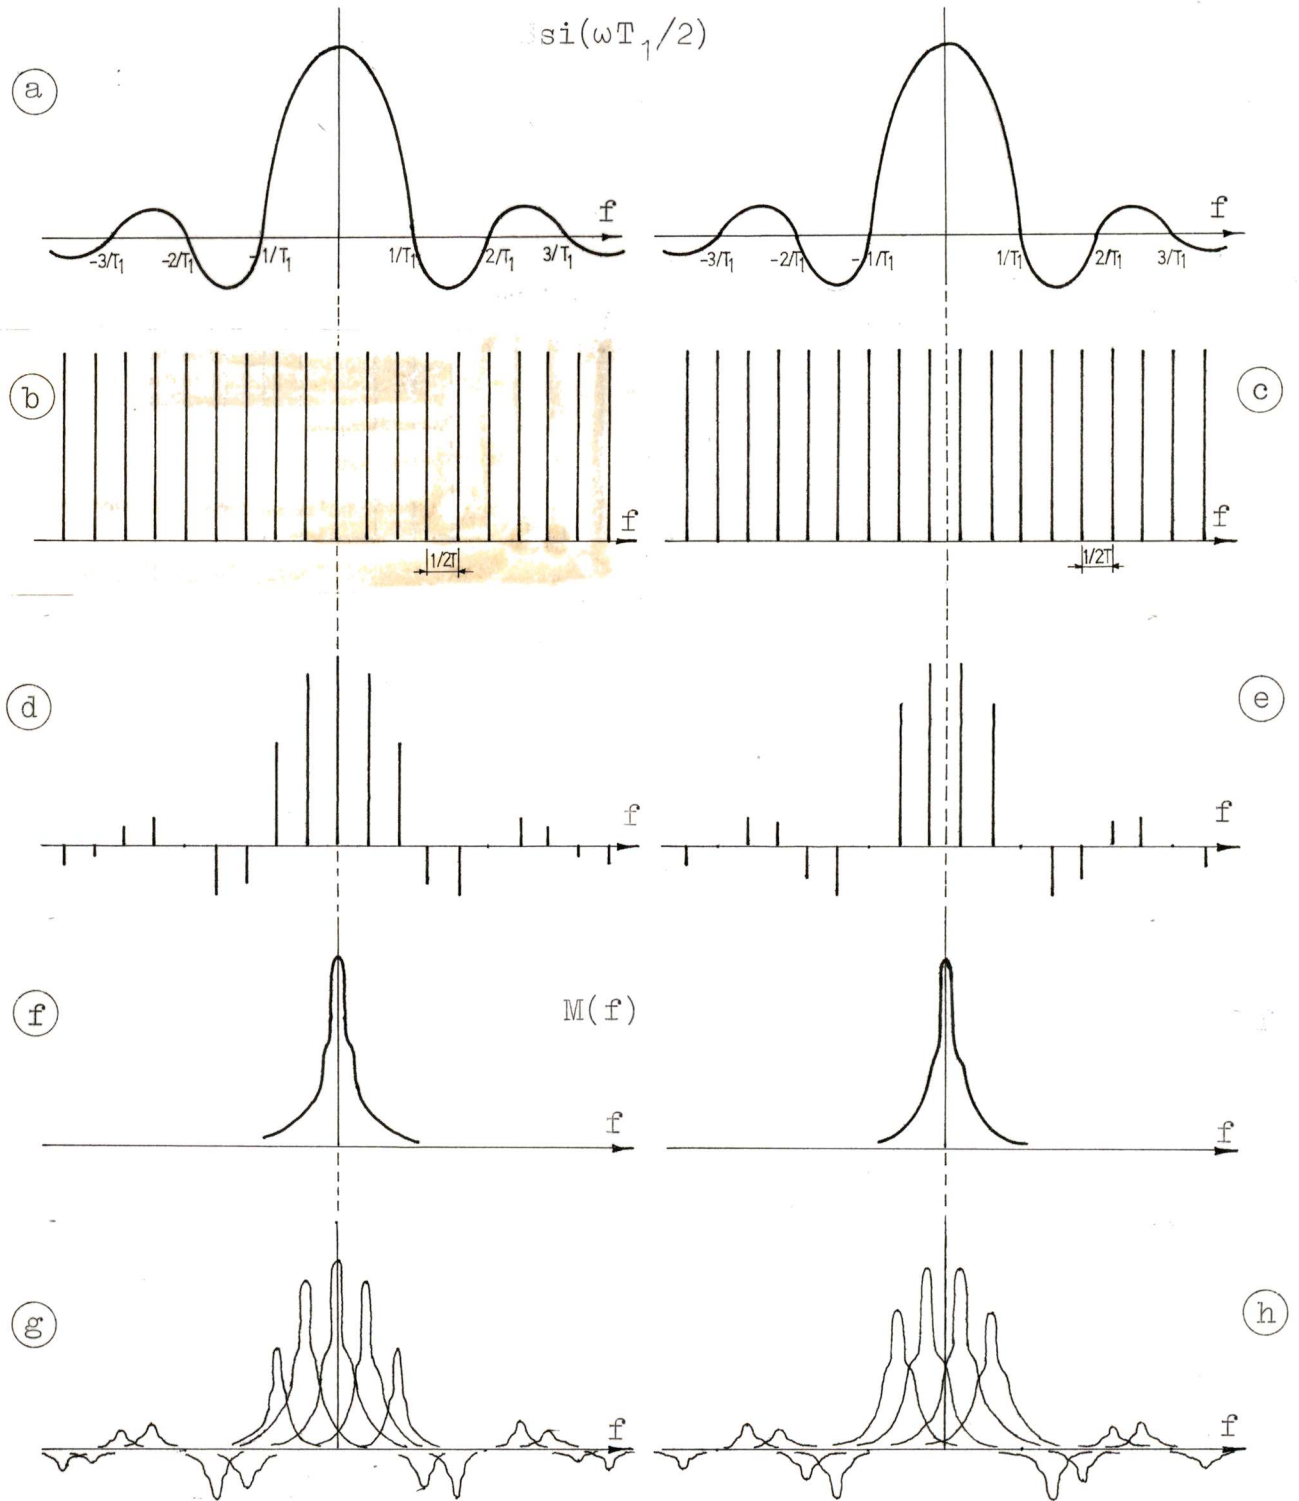 si(ωT₁/2)
a
f
f
-3/T₁ -2/T₁ -1/T₁ 1/T₁ 2/T₁ 3/T₁
-3/T₁ -2/T₁ -1/T₁ 1/T₁ 2/T₁ 3/T₁
b
c
f
f
1/2T
1/2T
d
e
f
f
f
M(f)
f
f
g
h
f
f